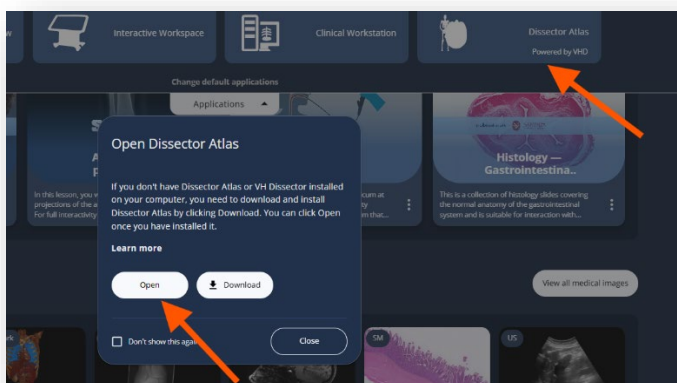 Interactive Workspace
Clinical Workstation
Dissector Atlas
Powered by VHD
Change default applications
Applications
Open Dissector Atlas
If you don't have Dissector Atlas or VH Dissector installed
on your computer, you need to download and install
Dissector Atlas by clicking Download. You can click Open
once you have installed it.
Learn more
Open
Download
Don't show this again
Close
In this lesson, you
projections of the a
For full interactivity
Histology —
Gastrointestina..
This is a collection of histology slides covering
the normal anatomy of the gastrointestinal
system and is suitable for interaction with...
View all medical images
SM
US